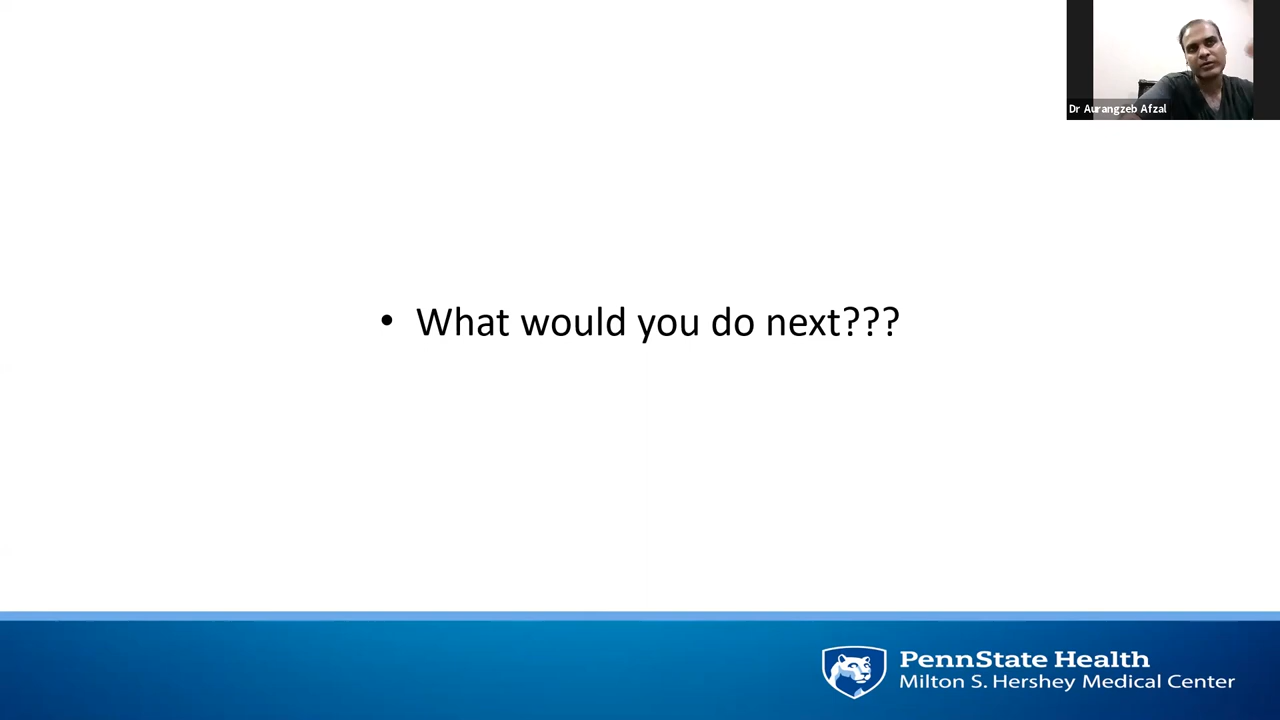 Dr Aurangzeb Afzal
• What would you do next???
PennState Health
Milton S. Hershey Medical Center